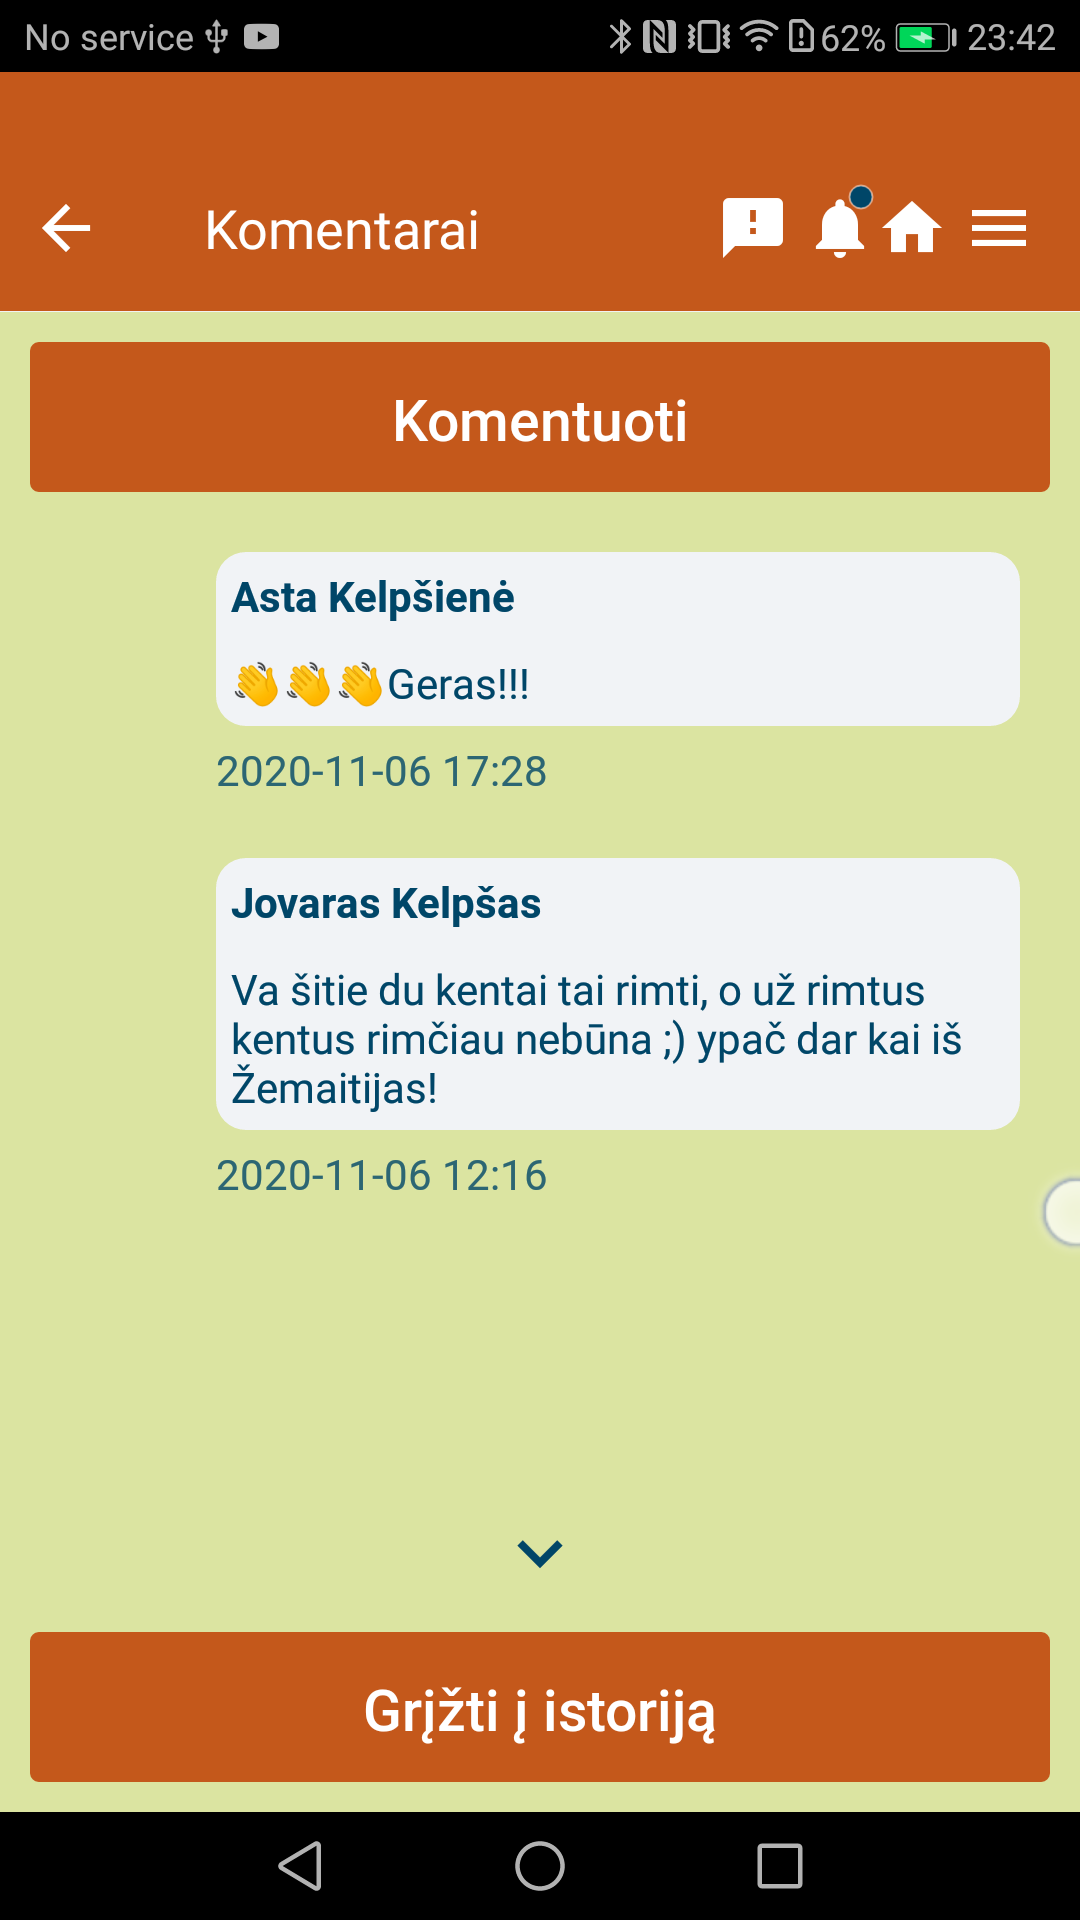 No service 62% 23:42
Komentarai
Komentuoti
Asta Kelpšienė
👋👋👋Geras!!!
2020-11-06 17:28
Jovaras Kelpšas
Va šitie du kentai tai rimti, o už rimtus
kentus rimčiau nebūna ;) ypač dar kai iš
Žemaitijas!
2020-11-06 12:16
Grįžti į istoriją